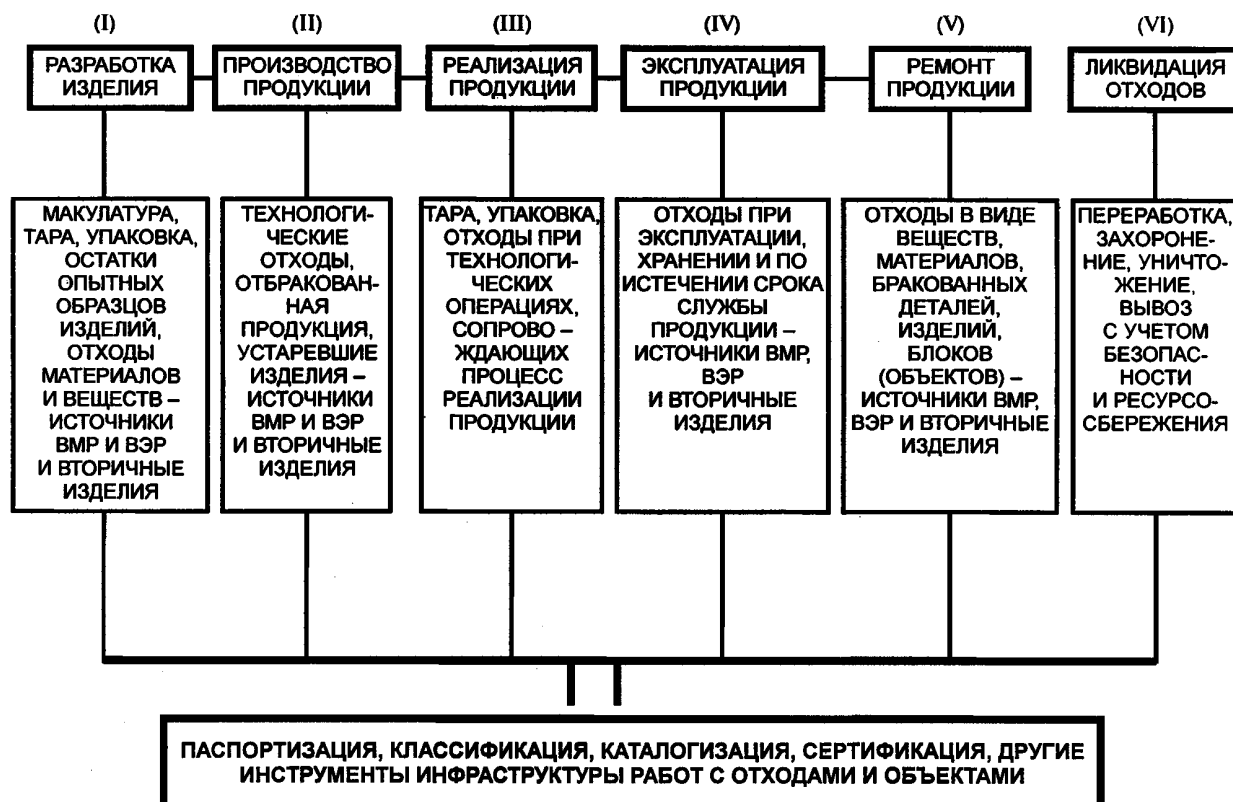 (I)
(II)
(III)
(IV)
(V)
(VI)
РАЗРАБОТКА
ИЗДЕЛИЯ
ПРОИЗВОДСТВО
ПРОДУКЦИИ
РЕАЛИЗАЦИЯ
ПРОДУКЦИИ
ЭКСПЛУАТАЦИЯ
ПРОДУКЦИИ
РЕМОНТ
ПРОДУКЦИИ
ЛИКВИДАЦИЯ
ОТХОДОВ
МАКУЛАТУРА,
ТАРА, УПАКОВКА,
ОСТАТКИ
ОПЫТНЫХ
ОБРАЗЦОВ
ИЗДЕЛИЙ,
ОТХОДЫ
МАТЕРИАЛОВ
И ВЕЩЕСТВ –
ИСТОЧНИКИ
ВМР И ВЭР
И ВТОРИЧНЫЕ
ИЗДЕЛИЯ
ТЕХНОЛОГИ-
ЧЕСКИЕ
ОТХОДЫ,
ОТБРАКОВАН-
НАЯ
ПРОДУКЦИЯ,
УСТАРЕВШИЕ
ИЗДЕЛИЯ –
ИСТОЧНИКИ
ВМР И ВЭР
И ВТОРИЧНЫЕ
ИЗДЕЛИЯ
ТАРА, УПАКОВКА,
ОТХОДЫ ПРИ
ТЕХНОЛОГИ-
ЧЕСКИХ
ОПЕРАЦИЯХ,
СОПРОВО –
ЖДАЮЩИХ
ПРОЦЕСС
РЕАЛИЗАЦИИ
ПРОДУКЦИИ
ОТХОДЫ ПРИ
ЭКСПЛУАТАЦИИ,
ХРАНЕНИИ И ПО
ИСТЕЧЕНИИ СРОКА
СЛУЖБЫ
ПРОДУКЦИИ –
ИСТОЧНИКИ ВМР,
ВЭР
И ВТОРИЧНЫЕ
ИЗДЕЛИЯ
ОТХОДЫ В ВИДЕ
ВЕЩЕСТВ,
МАТЕРИАЛОВ,
БРАКОВАННЫХ
ДЕТАЛЕЙ,
ИЗДЕЛИЙ,
БЛОКОВ
(ОБЪЕКТОВ) –
ИСТОЧНИКИ ВМР,
ВЭР И ВТОРИЧНЫЕ
ИЗДЕЛИЯ
ПЕРЕРАБОТКА,
ЗАХОРОНЕ-
НИЕ, УНИЧТО-
ЖЕНИЕ,
ВЫВОЗ
С УЧЕТОМ
БЕЗОПАС-
НОСТИ
И РЕСУРСО-
СБЕРЕЖЕНИЯ
ПАСПОРТИЗАЦИЯ, КЛАССИФИКАЦИЯ, КАТАЛОГИЗАЦИЯ, СЕРТИФИКАЦИЯ, ДРУГИЕ
ИНСТРУМЕНТЫ ИНФРАСТРУКТУРЫ РАБОТ С ОТХОДАМИ И ОБЪЕКТАМИ